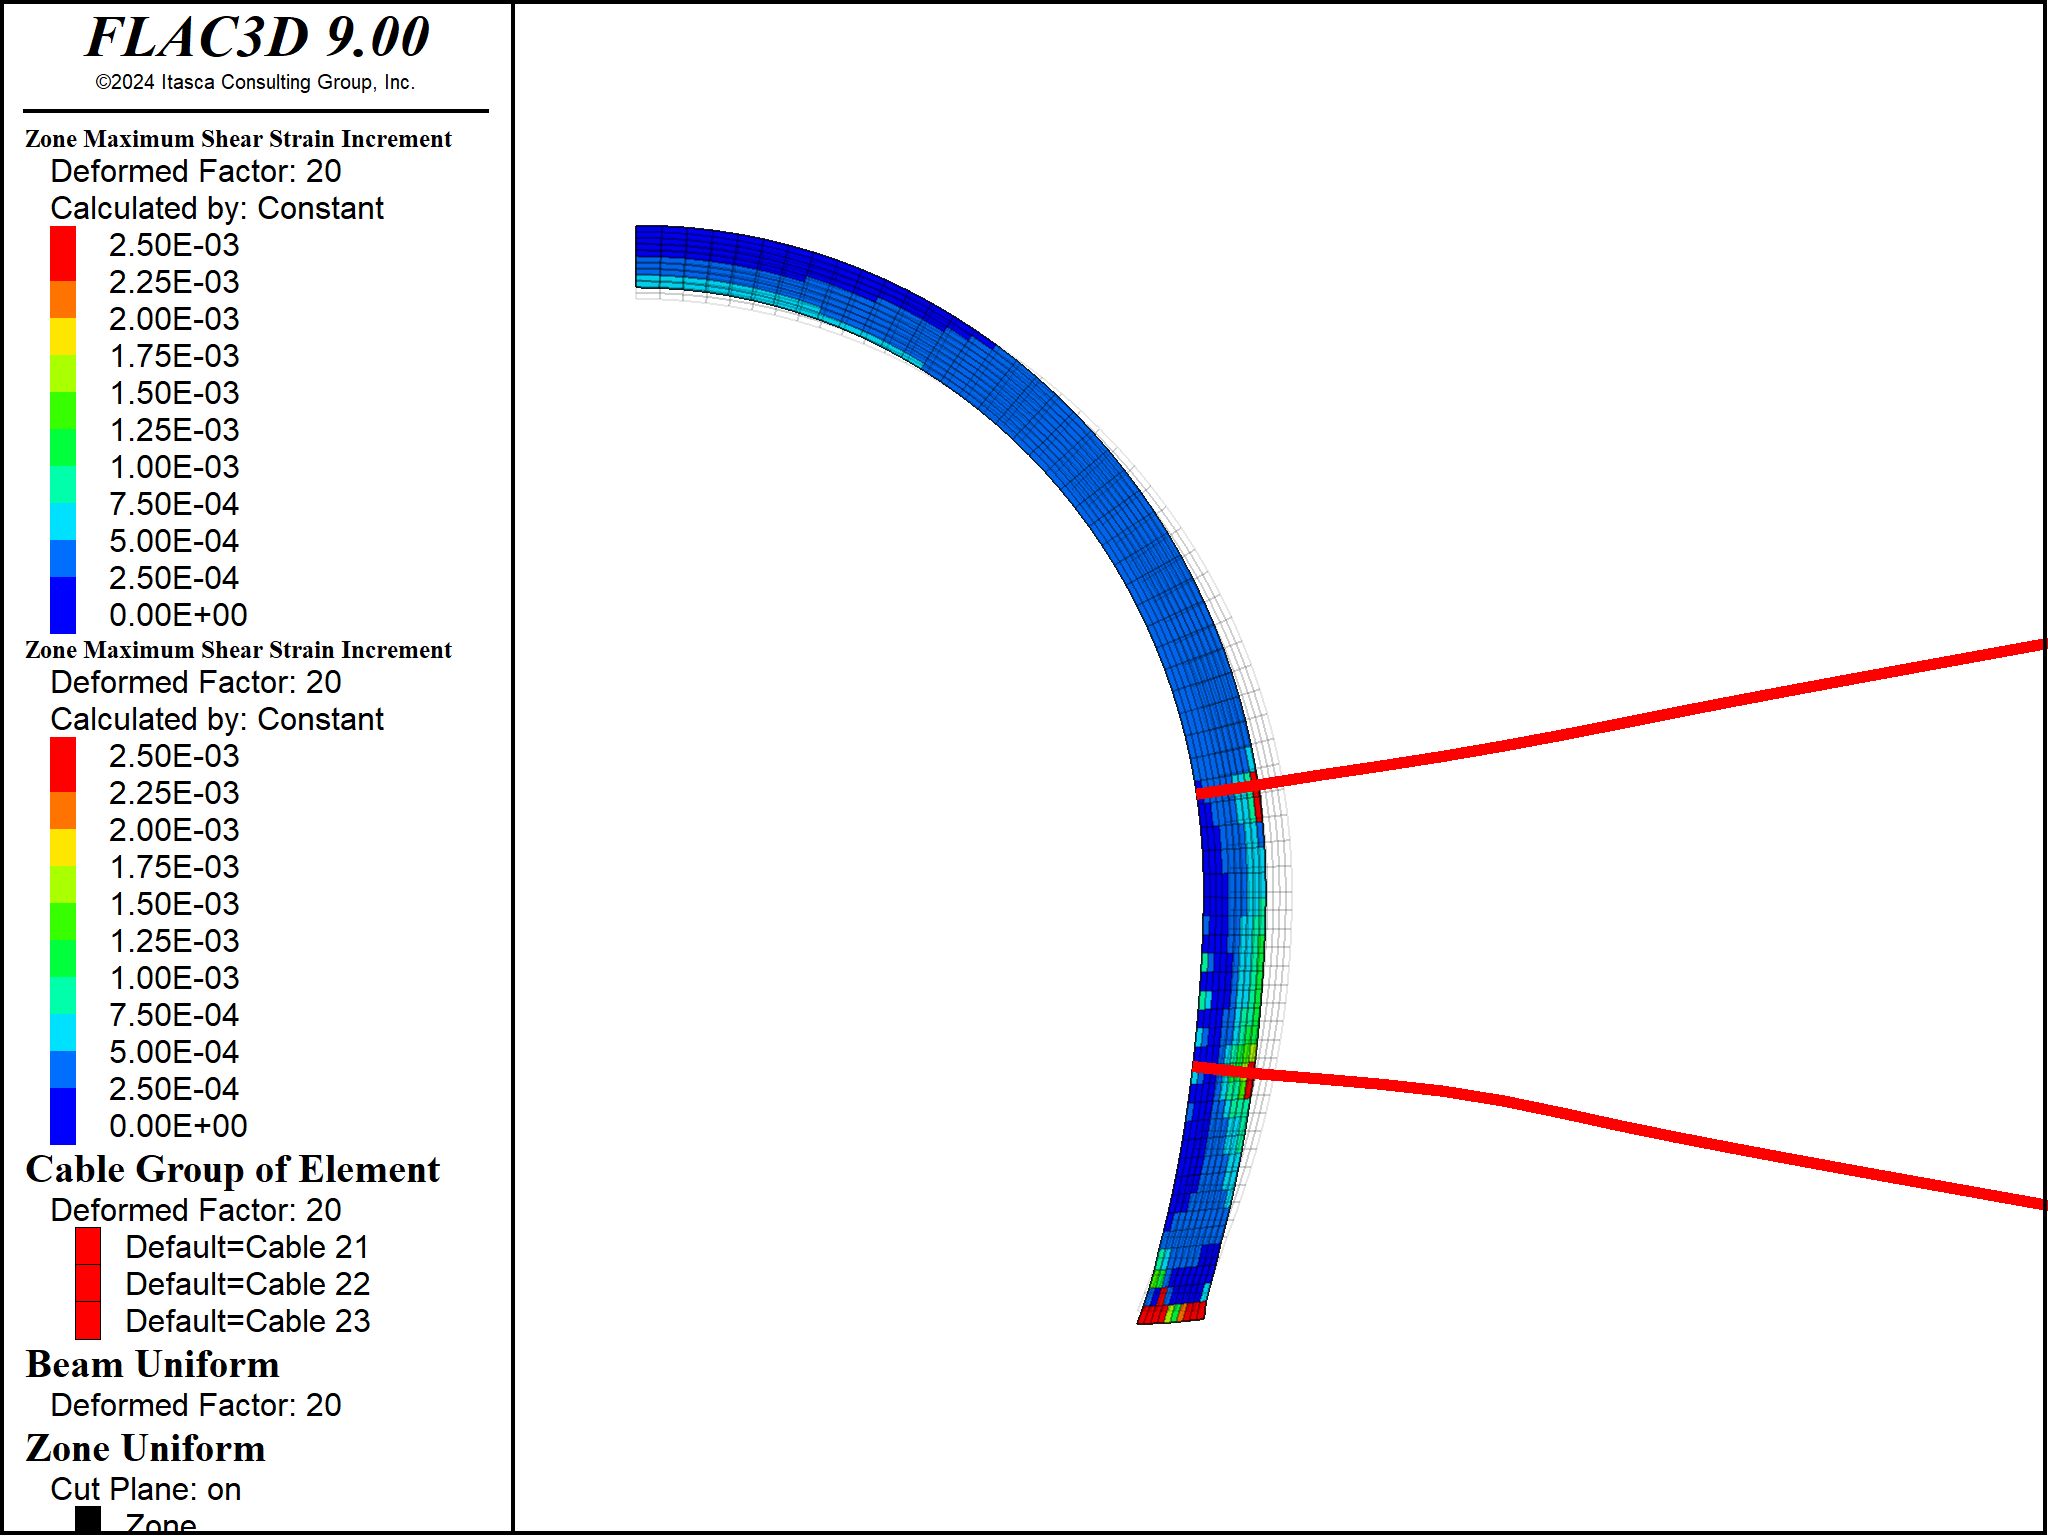 FLAC3D 9.00
©2024 Itasca Consulting Group, Inc.
Zone Maximum Shear Strain Increment
Deformed Factor: 20
Calculated by: Constant
2.50E-03
2.25E-03
2.00E-03
1.75E-03
1.50E-03
1.25E-03
1.00E-03
7.50E-04
5.00E-04
2.50E-04
0.00E+00
Zone Maximum Shear Strain Increment
Deformed Factor: 20
Calculated by: Constant
2.50E-03
2.25E-03
2.00E-03
1.75E-03
1.50E-03
1.25E-03
1.00E-03
7.50E-04
5.00E-04
2.50E-04
0.00E+00
Cable Group of Element
Deformed Factor: 20
Default=Cable 21
Default=Cable 22
Default=Cable 23
Beam Uniform
Deformed Factor: 20
Zone Uniform
Cut Plane: on
Zone